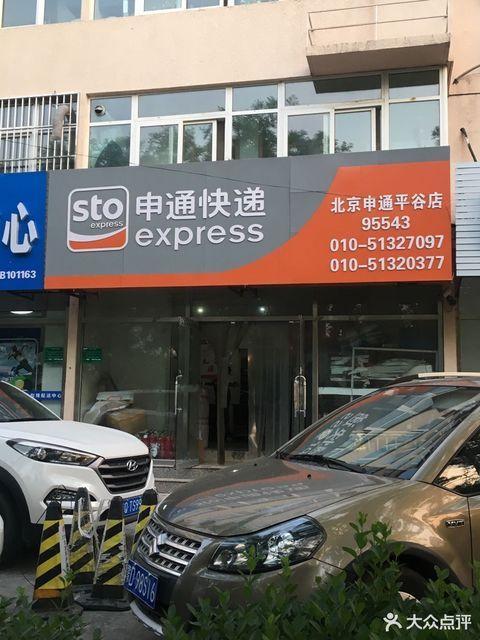 sto
express
申通快递
express
北京申通平谷店
95543
010-51327097
010-51320377
心
B101163
大众点评